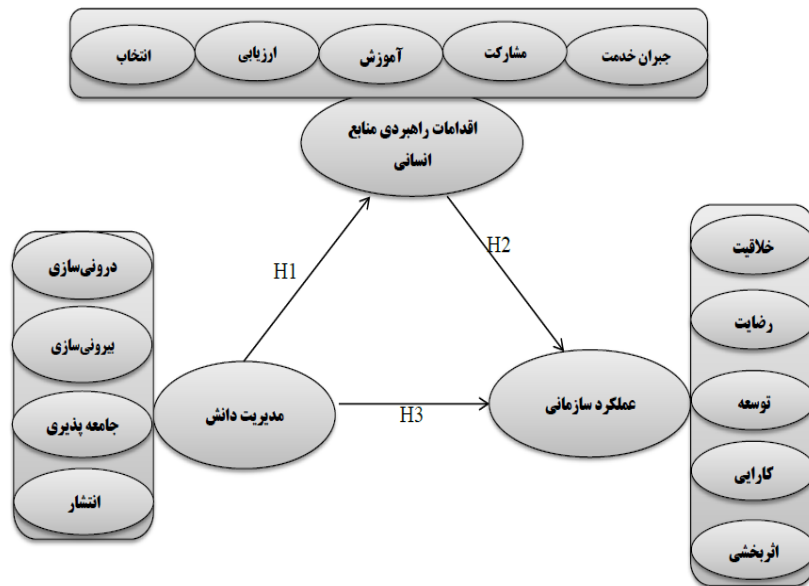 جبران خدمت
مشارکت
آموزش
ارزیابی
انتخاب
اقدامات راهبردی منابع
انسانی
H1
H2
H3
درونی‌سازی
بیرونی‌سازی
جامعه پذیری
انتشار
مدیریت دانش
عملکرد سازمانی
خلاقیت
رضایت
توسعه
کارایی
اثربخشی